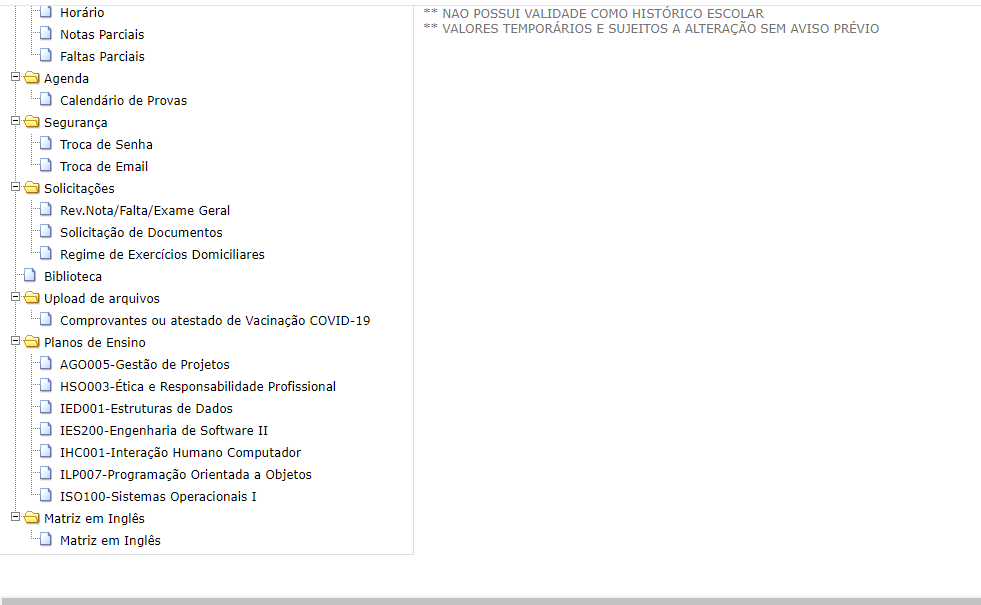 Horário
Notas Parciais
Faltas Parciais
Agenda
Calendário de Provas
Segurança
Troca de Senha
Troca de Email
Solicitações
Rev.Nota/Falta/Exame Geral
Solicitação de Documentos
Regime de Exercícios Domiciliares
Biblioteca
Upload de arquivos
Comprovantes ou atestado de Vacinação COVID-19
Planos de Ensino
AGO005-Gestão de Projetos
HSO003-Ética e Responsabilidade Profissional
IED001-Estruturas de Dados
IES200-Engenharia de Software II
IHC001-Interação Humano Computador
ILP007-Programação Orientada a Objetos
ISO100-Sistemas Operacionais I
Matriz em Inglês
Matriz em Inglês
** NAO POSSUI VALIDADE COMO HISTÓRICO ESCOLAR
** VALORES TEMPORÁRIOS E SUJEITOS A ALTERAÇÃO SEM AVISO PRÉVIO